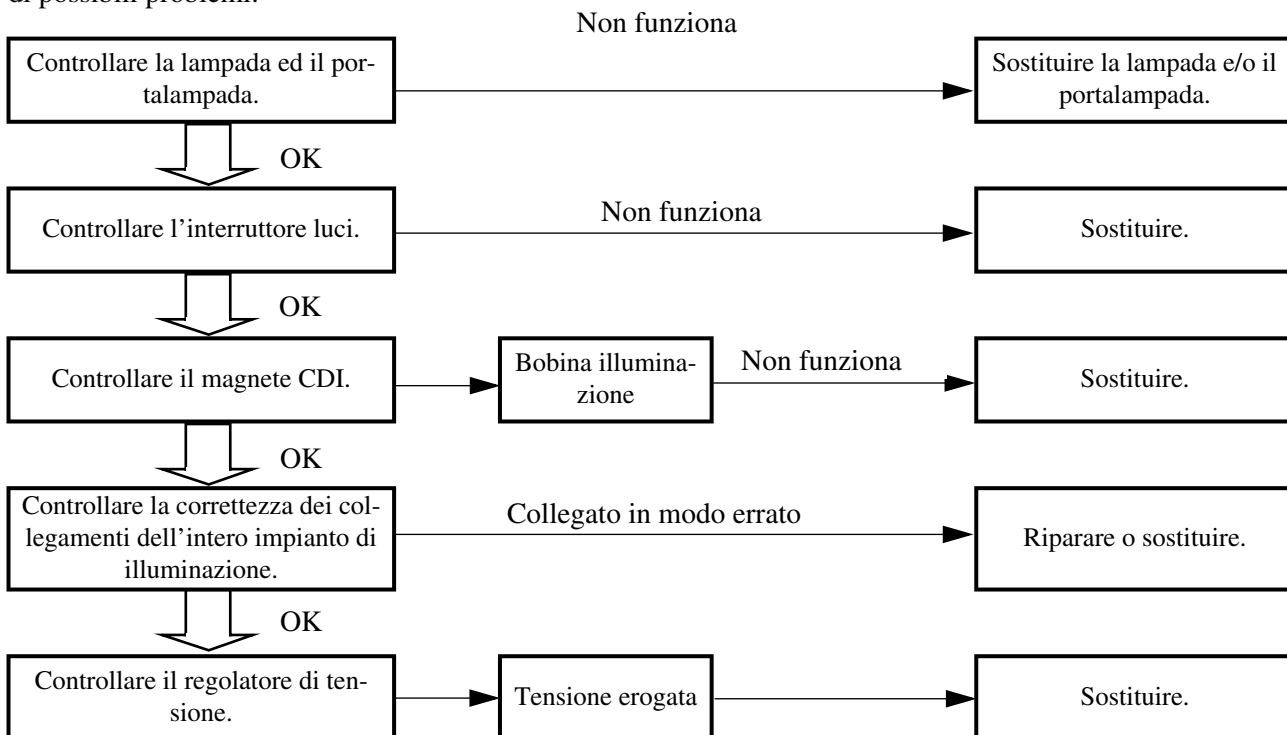 di possibili problemi.
Non funziona
Controllare la lampada ed il por-
talampada.
Sostituire la lampada e/o il
portalampada.
OK
Controllare l’interruttore luci.
Non funziona
Sostituire.
OK
Controllare il magnete CDI.
Bobina illumina-
zione
Non funziona
Sostituire.
OK
Controllare la correttezza dei col-
legamenti dell’intero impianto di
illuminazione.
Collegato in modo errato
Riparare o sostituire.
OK
Controllare il regolatore di ten-
sione.
Tensione erogata
Sostituire.